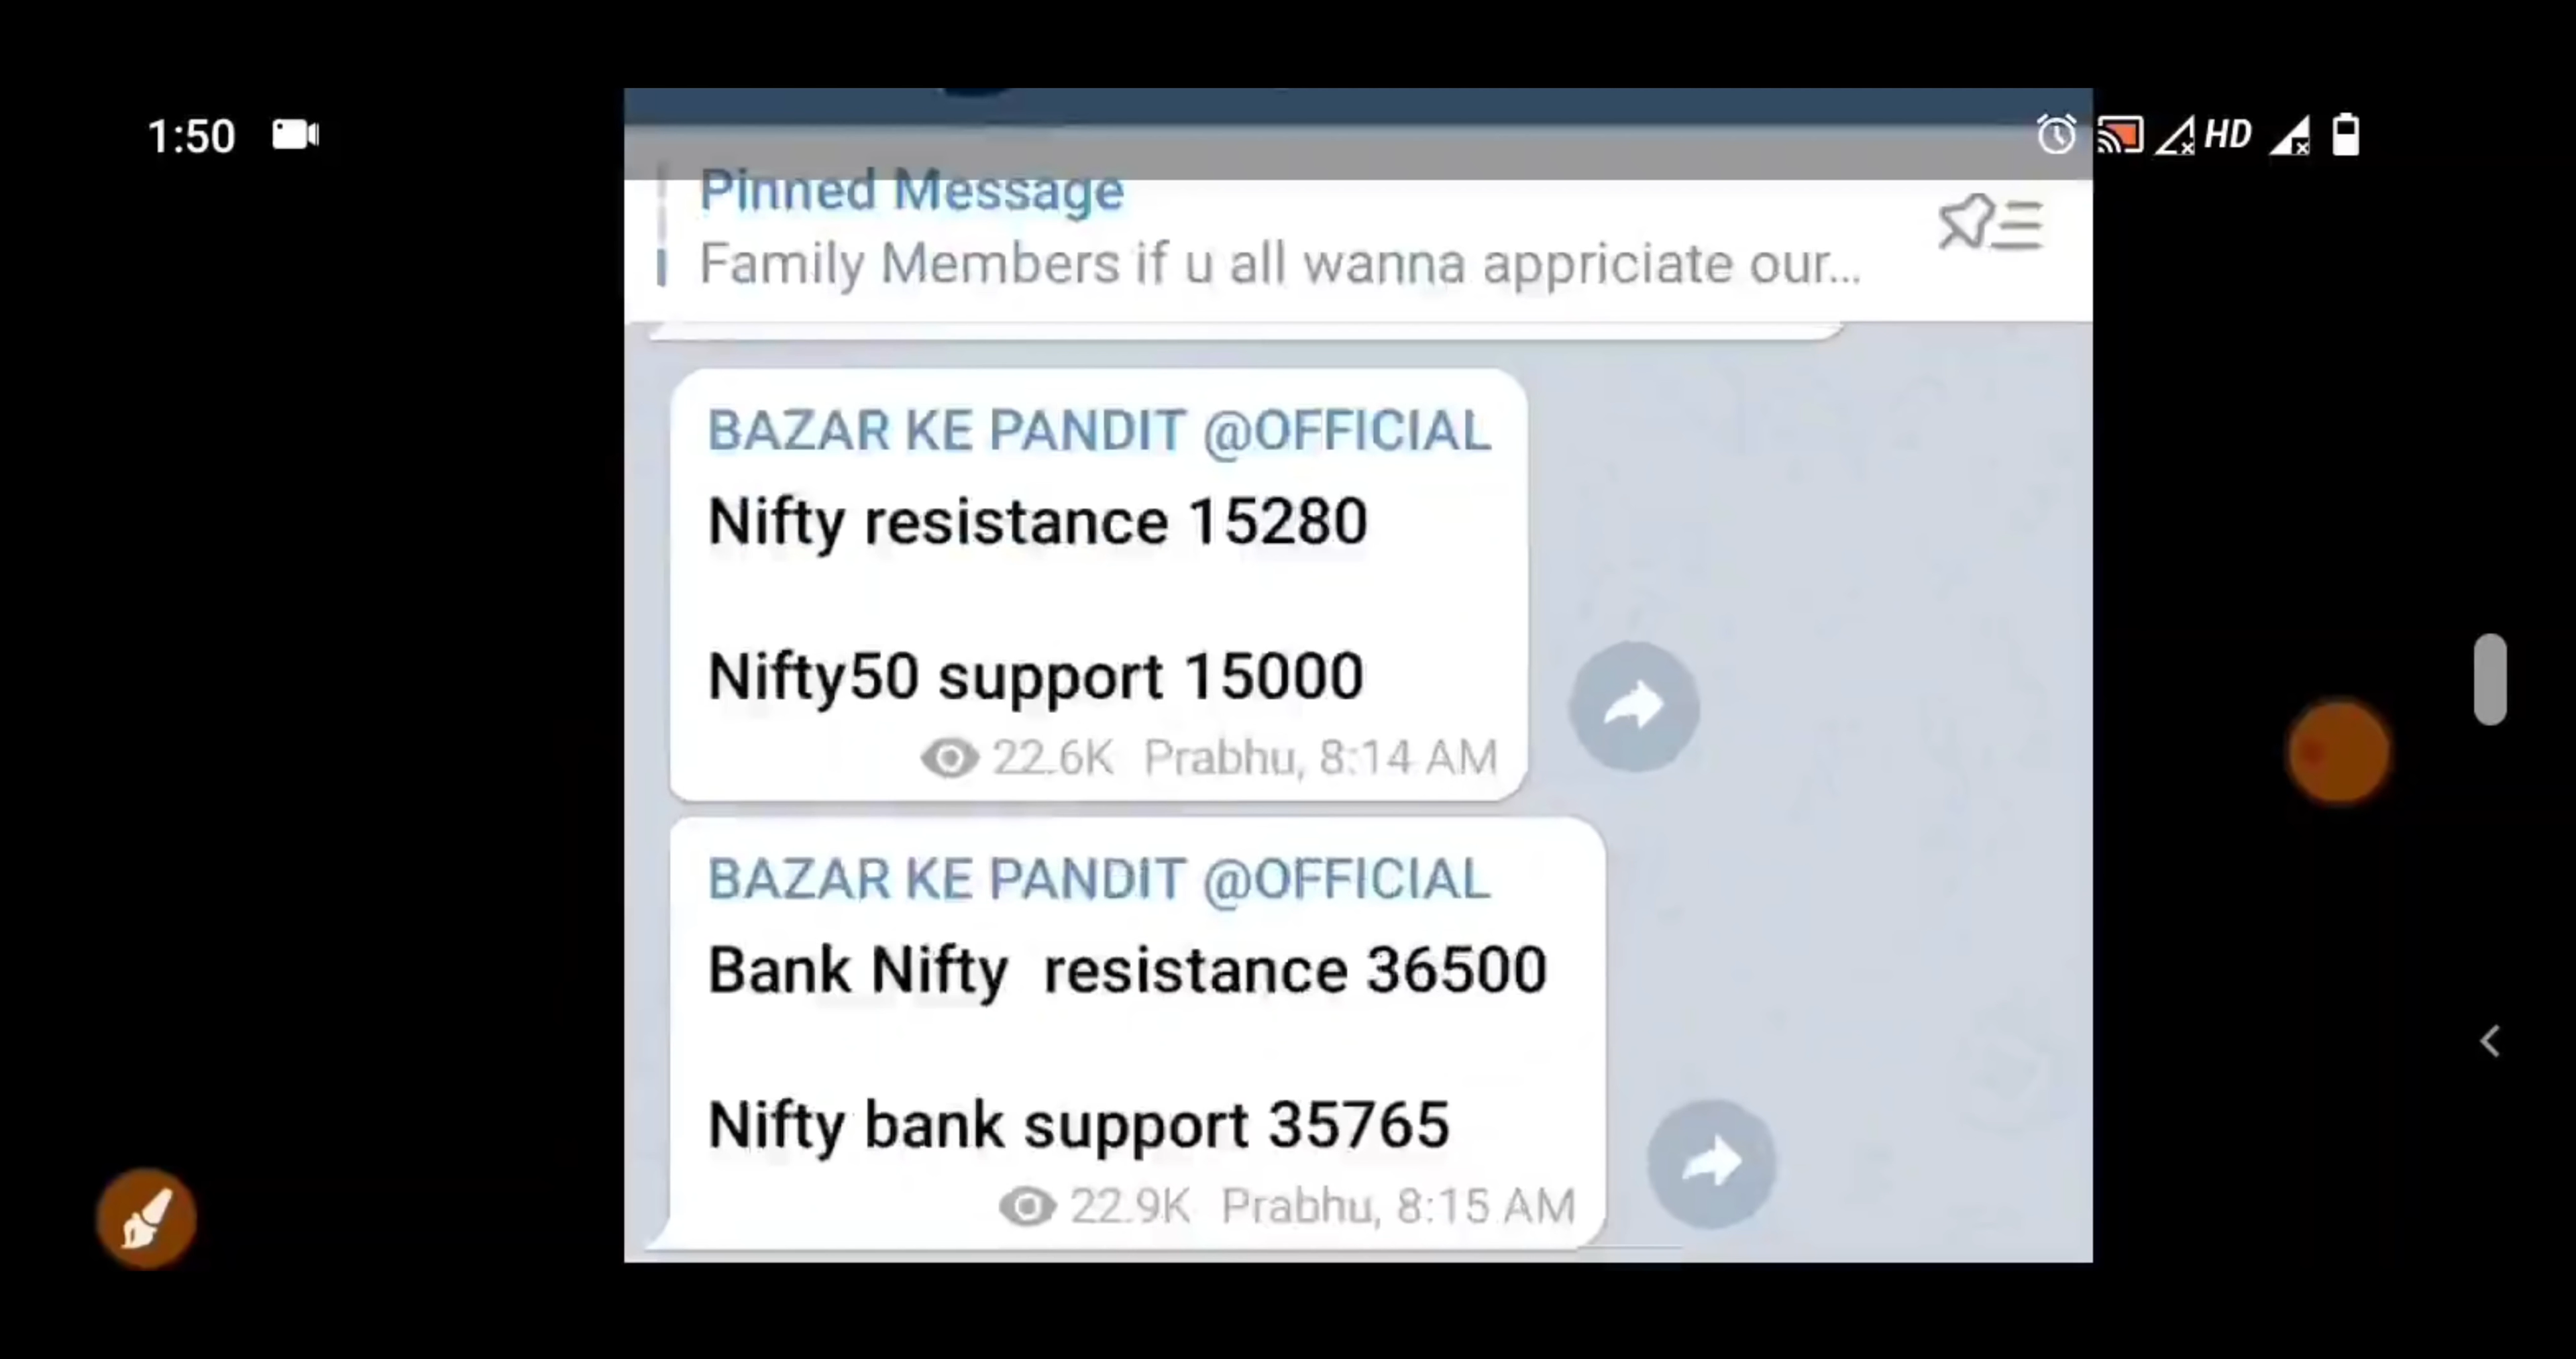 1:50
HD
Pinned Message
Family Members if u all wanna appriciate our...
BAZAR KE PANDIT @OFFICIAL
Nifty resistance 15280
Nifty50 support 15000
22.6K Prabhu, 8:14 AM
BAZAR KE PANDIT @OFFICIAL
Bank Nifty resistance 36500
Nifty bank support 35765
22.9K Prabhu, 8:15 AM